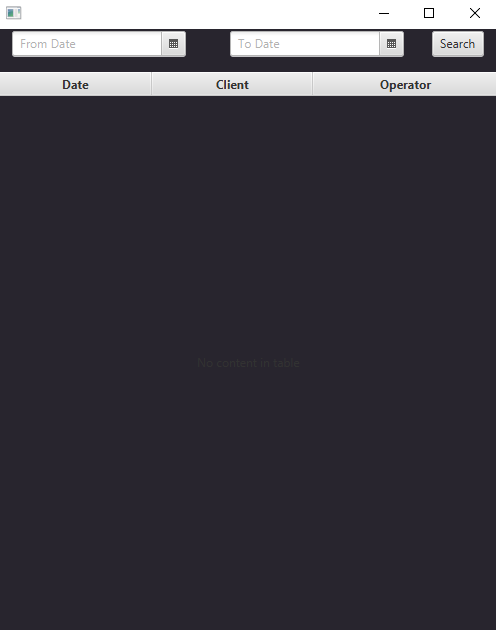 From Date
To Date
Search
Date
Client
Operator
No content in table